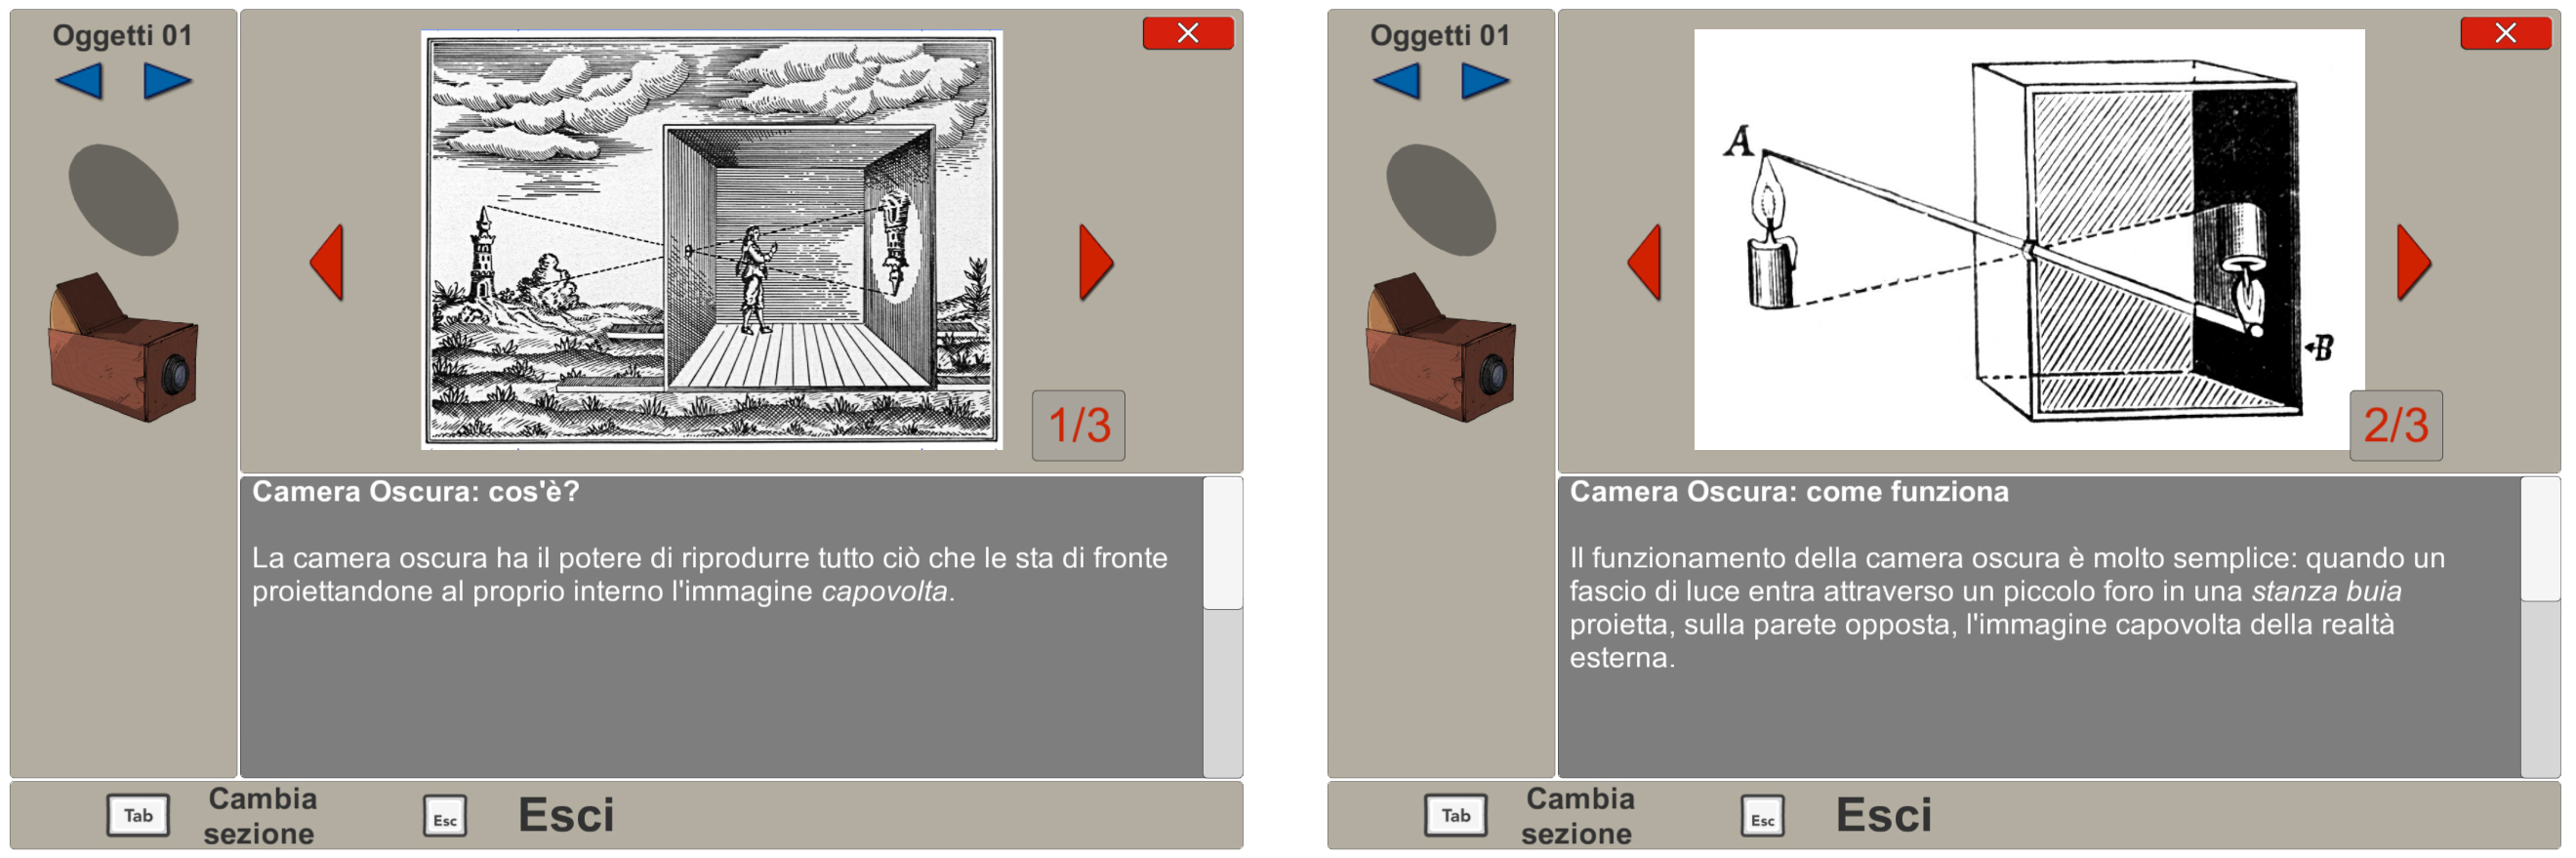 Oggetti 01
1/3
Camera Oscura: cos'è?
La camera oscura ha il potere di riprodurre tutto ciò che le sta di fronte
proiettandone al proprio interno l'immagine capovolta.
Tab
Cambia
sezione
Esc
Esci
Oggetti 01
A
B
2/3
Camera Oscura: come funziona
Il funzionamento della camera oscura è molto semplice: quando un
fascio di luce entra attraverso un piccolo foro in una stanza buia
proietta, sulla parete opposta, l'immagine capovolta della realtà
esterna.
Tab
Cambia
sezione
Esc
Esci